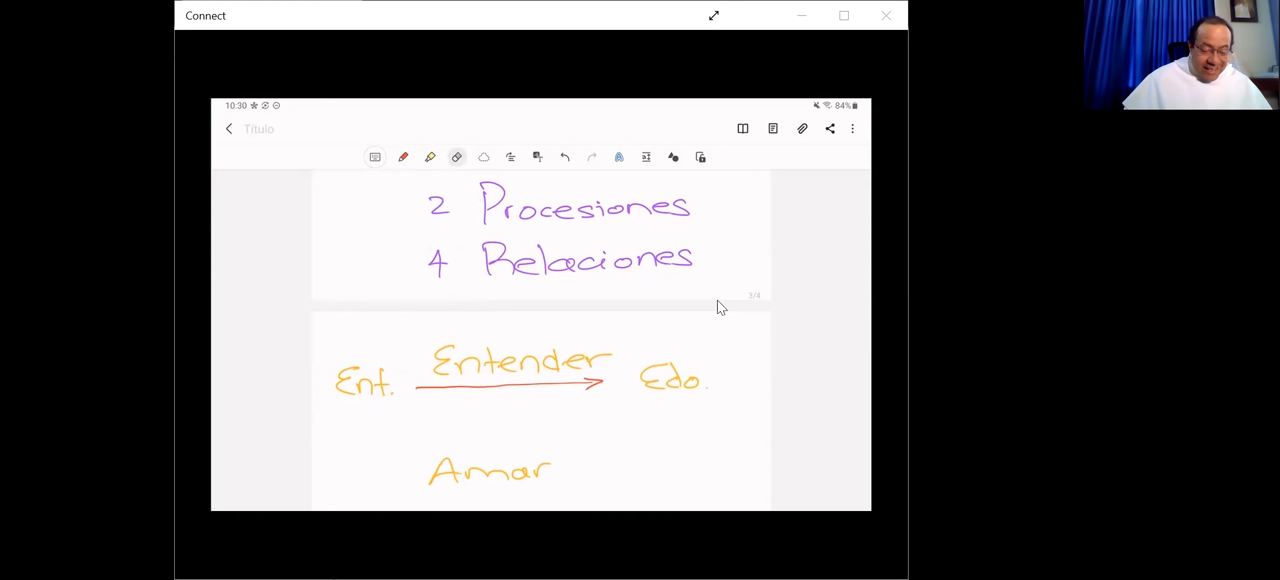 Connect
10:30
84%
Título
2 Procesiones
4 Relaciones
3/4
Ent. Entender Edo.
Amar